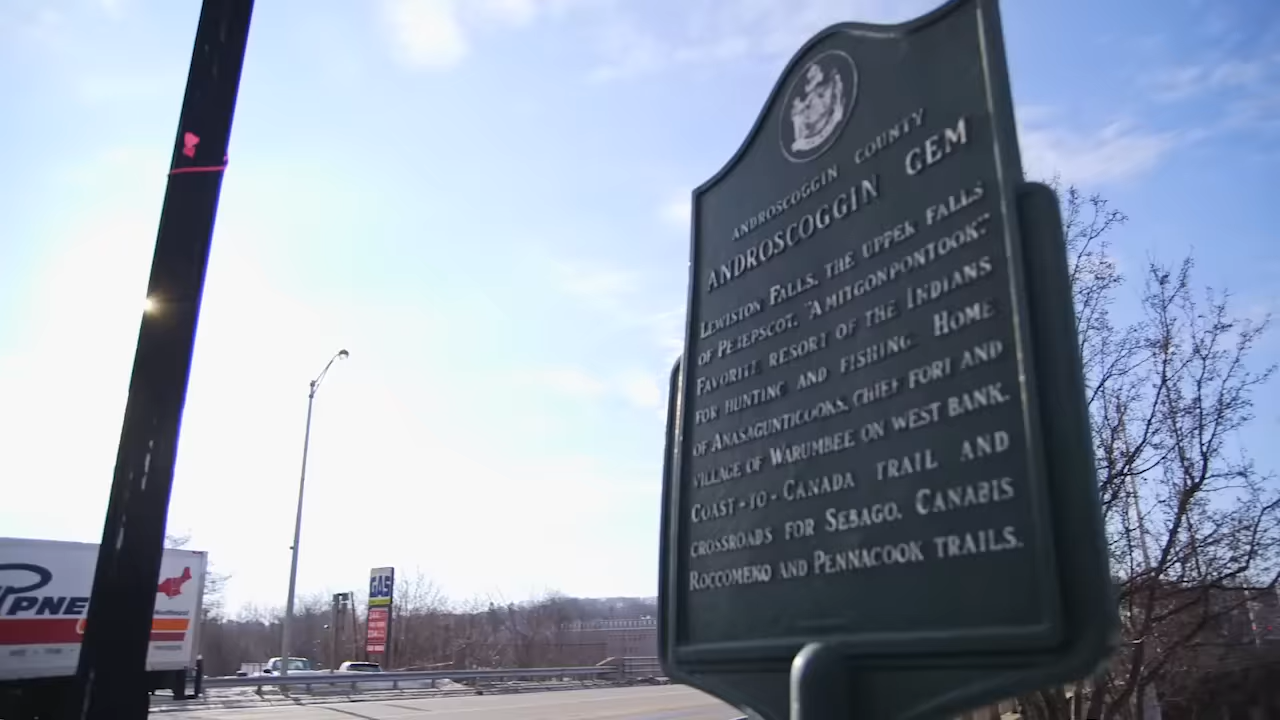 ANDROSCOGGIN COUNTY
ANDROSCOGGIN GEM
LEWISTON FALLS, THE UPPER FALLS
OF PEJEPSCOT, "AMITGONPONTOOK".
FAVORITE RESORT OF THE INDIANS
FOR HUNTING AND FISHING. HOME
OF ANASAGUNTICOOKS, CHIEF FORT AND
VILLAGE OF WARUMBEE ON WEST BANK.
COAST-TO-CANADA TRAIL AND
CROSSROADS FOR SEBAGO, CANABIS
ROCCOMEKO AND PENNACOOK TRAILS.
GAS
PNE
Northeast